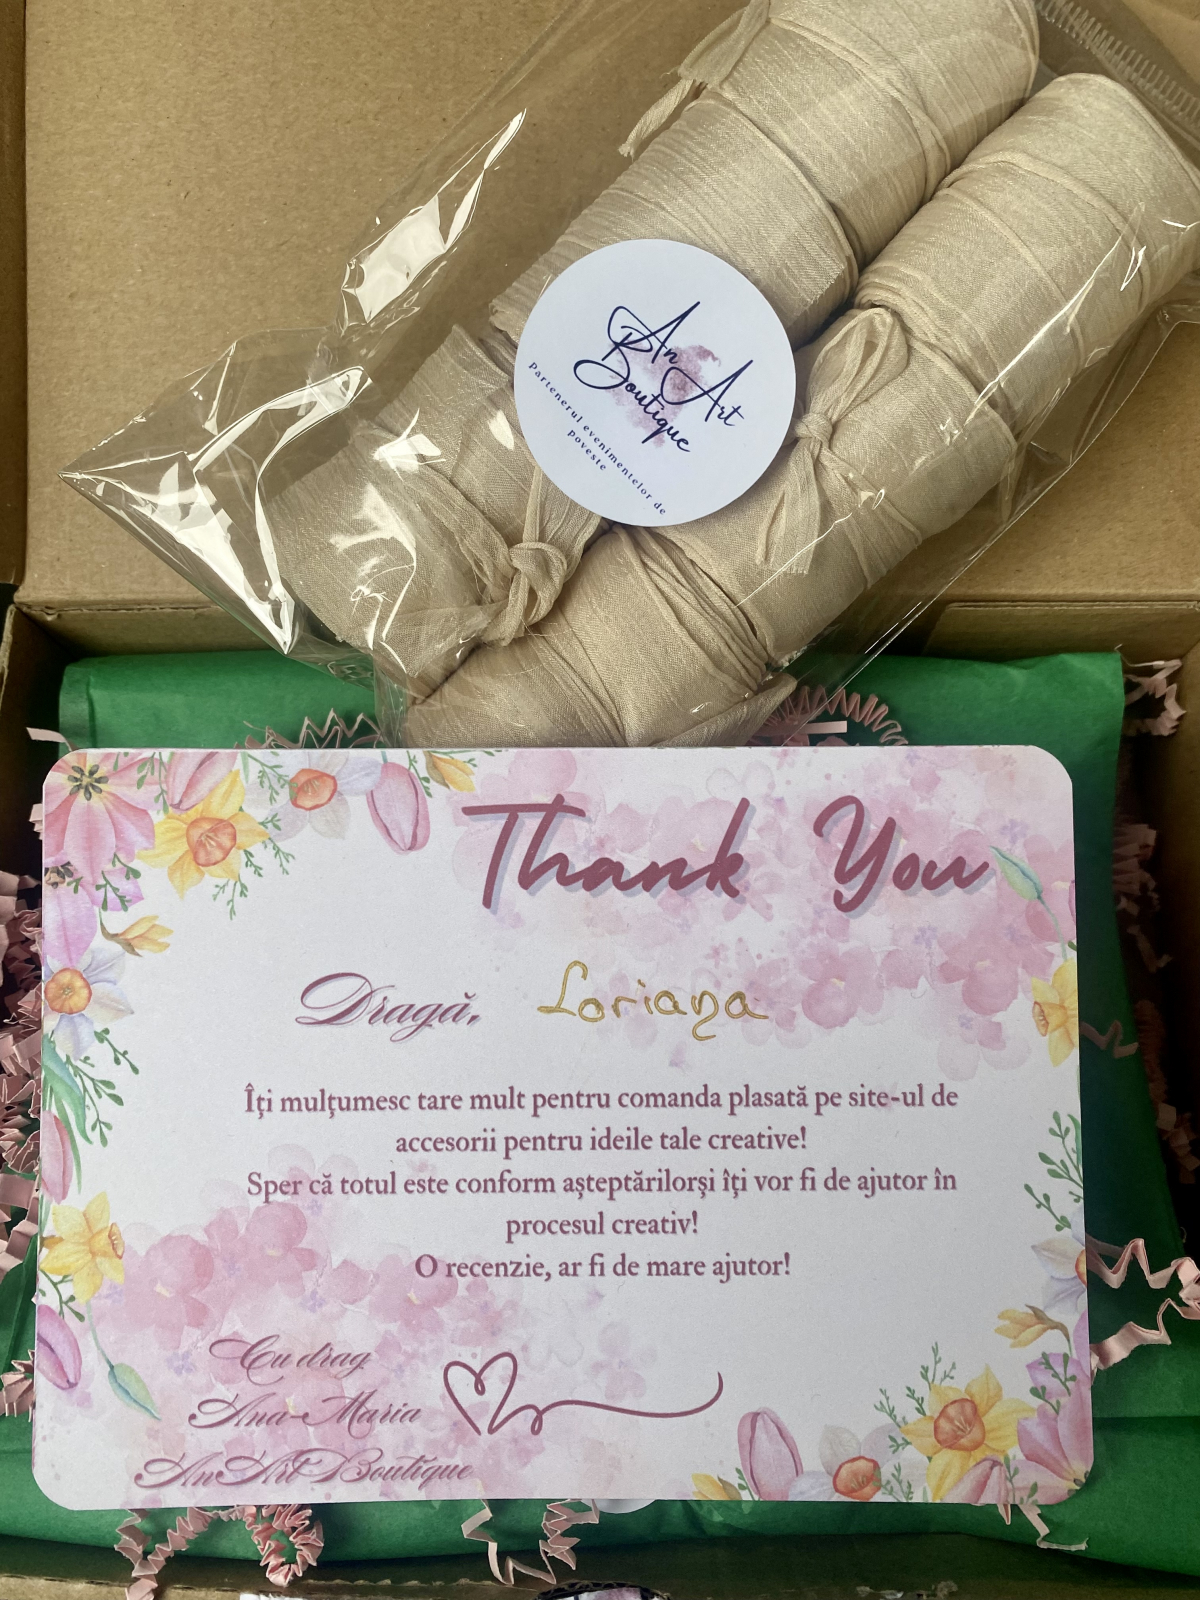 An Art
Boutique
Partenerul evenimentelor de
poveste
Thank You
Dragă, Loriana
Îți mulțumesc tare mult pentru comanda plasată pe site-ul de
accesorii pentru ideile tale creative!
Sper că totul este conform așteptărilorși îți vor fi de ajutor în
procesul creativ!
O recenzie, ar fi de mare ajutor!
Cu drag
Ana-Maria
AnArt Boutique